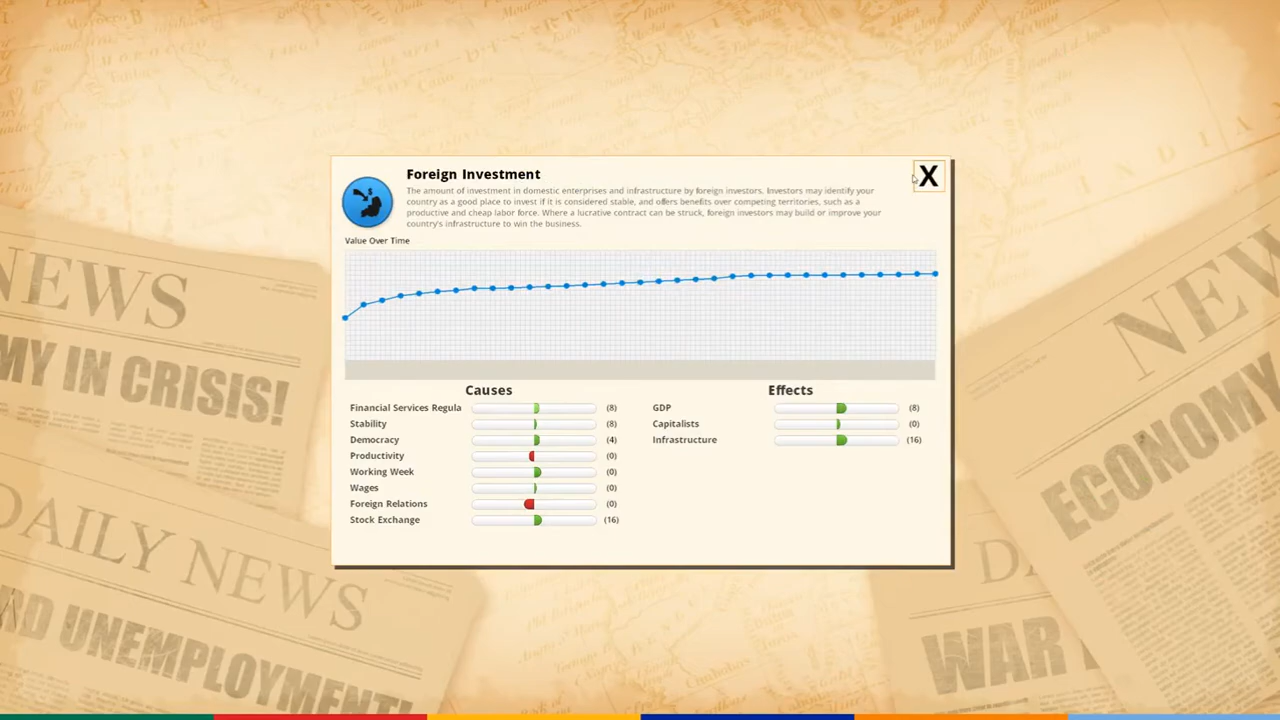 Foreign Investment
X
The amount of investment in domestic enterprises and infrastructure by foreign investors. Investors may identify your
country as a good place to invest if it is considered stable, and offers benefits over competing territories, such as a
productive and cheap labor force. Where a lucrative contract can be struck, foreign investors may build or improve your
country's infrastructure to win the business.
Value Over Time
Causes
Financial Services Regula (8)
Stability (8)
Democracy (4)
Productivity (0)
Working Week (0)
Wages (0)
Foreign Relations (0)
Stock Exchange (16)
Effects
GDP (8)
Capitalists (0)
Infrastructure (16)
NEWS
MY IN CRISIS!
DAILY NEWS
UNEMPLOYMENT!
NEW
ECONOMY
D
WAR
INDIA